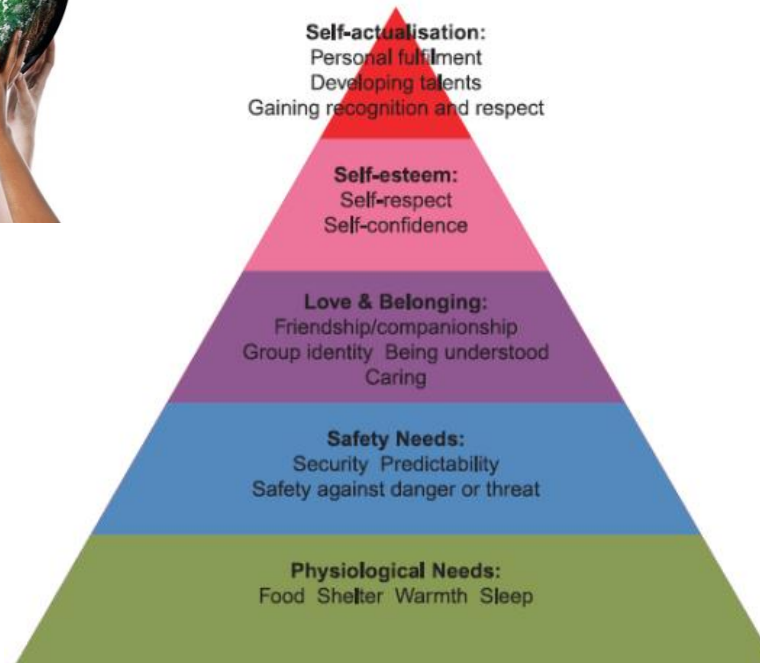 Self-actualisation:
Personal fulfilment
Developing talents
Gaining recognition and respect
Self-esteem:
Self-respect
Self-confidence
Love & Belonging:
Friendship/companionship
Group identity Being understood
Caring
Safety Needs:
Security Predictability
Safety against danger or threat
Physiological Needs:
Food Shelter Warmth Sleep